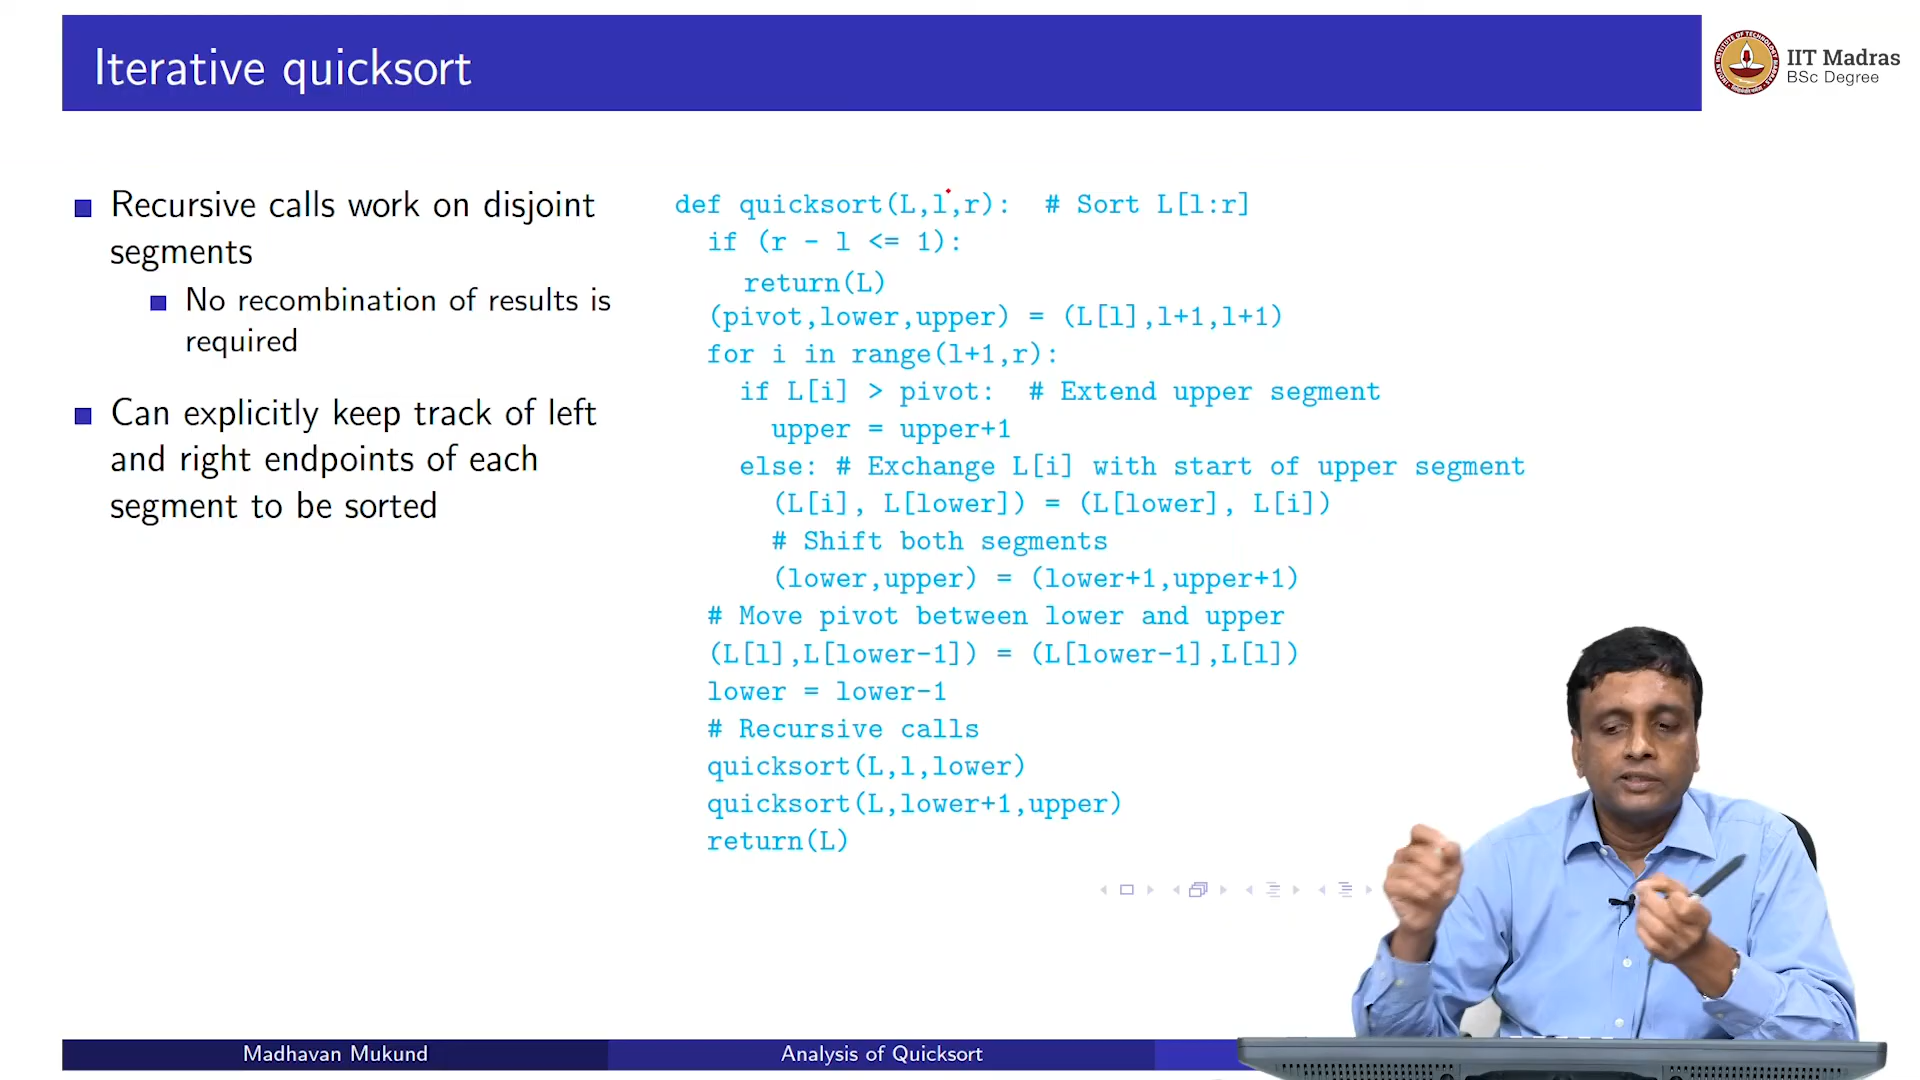 Iterative quicksort
IIT Madras
BSc Degree
Recursive calls work on disjoint
segments
No recombination of results is
required
Can explicitly keep track of left
and right endpoints of each
segment to be sorted
def quicksort(L,l,r):  # Sort L[l:r]
  if (r - l <= 1):
    return(L)
  (pivot,lower,upper) = (L[l],l+1,l+1)
  for i in range(l+1,r):
    if L[i] > pivot:  # Extend upper segment
      upper = upper+1
    else: # Exchange L[i] with start of upper segment
      (L[i], L[lower]) = (L[lower], L[i])
      # Shift both segments
      (lower,upper) = (lower+1,upper+1)
  # Move pivot between lower and upper
  (L[l],L[lower-1]) = (L[lower-1],L[l])
  lower = lower-1
  # Recursive calls
  quicksort(L,l,lower)
  quicksort(L,lower+1,upper)
  return(L)
Madhavan Mukund
Analysis of Quicksort